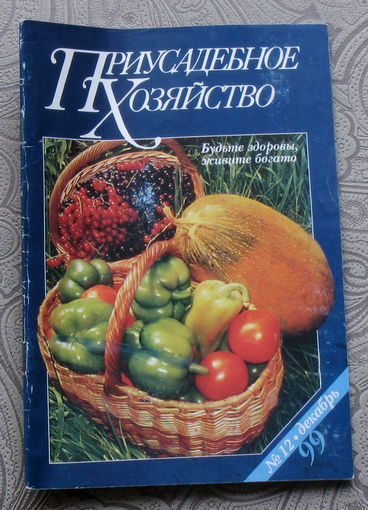 Приусадебное
Хозяйство
Будьте здоровы,
живите богато
№ 12 • декабрь
99